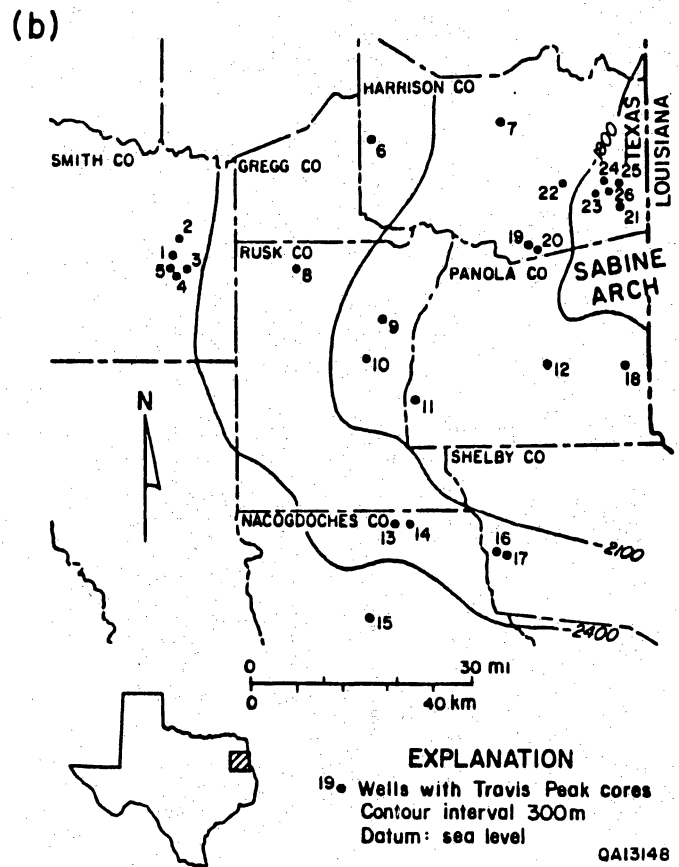 (b)
HARRISON CO
6
7
1800
TEXAS
LOUISIANA
SMITH CO
GREGG CO
24
25
22
23
26
21
2
1
3
5
4
RUSK CO
8
19
20
PANOLA CO
SABINE
ARCH
9
10
11
12
18
N
SHELBY CO
NACOGDOCHES CO
13
14
16
17
2100
15
2400
0 30 mi
0 40 km
EXPLANATION
19 Wells with Travis Peak cores
Contour interval 300m
Datum: sea level
QA13148